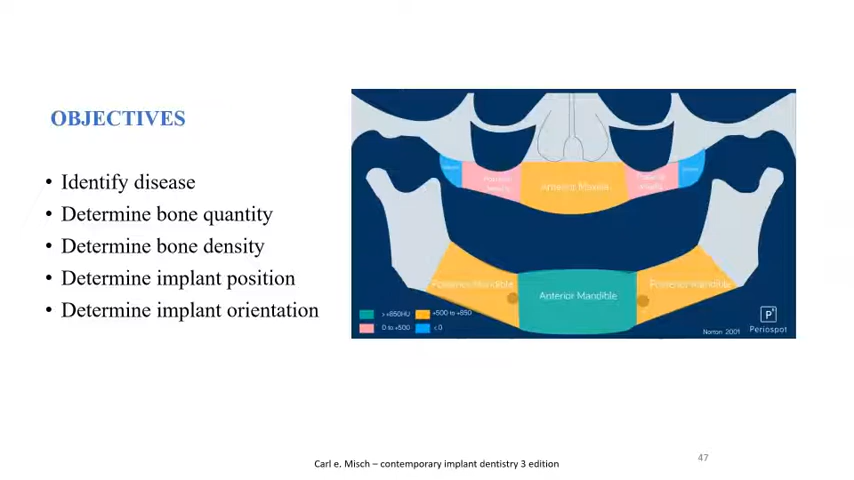 OBJECTIVES
• Identify disease
• Determine bone quantity
• Determine bone density
• Determine implant position
• Determine implant orientation
Anterior Maxilla
Posterior Mandible
Anterior Mandible
Posterior Mandible
>+850HU
+500 to +850
0 to +500
<0
Norton 2001
Periospot
Carl e. Misch – contemporary implant dentistry 3 edition
47